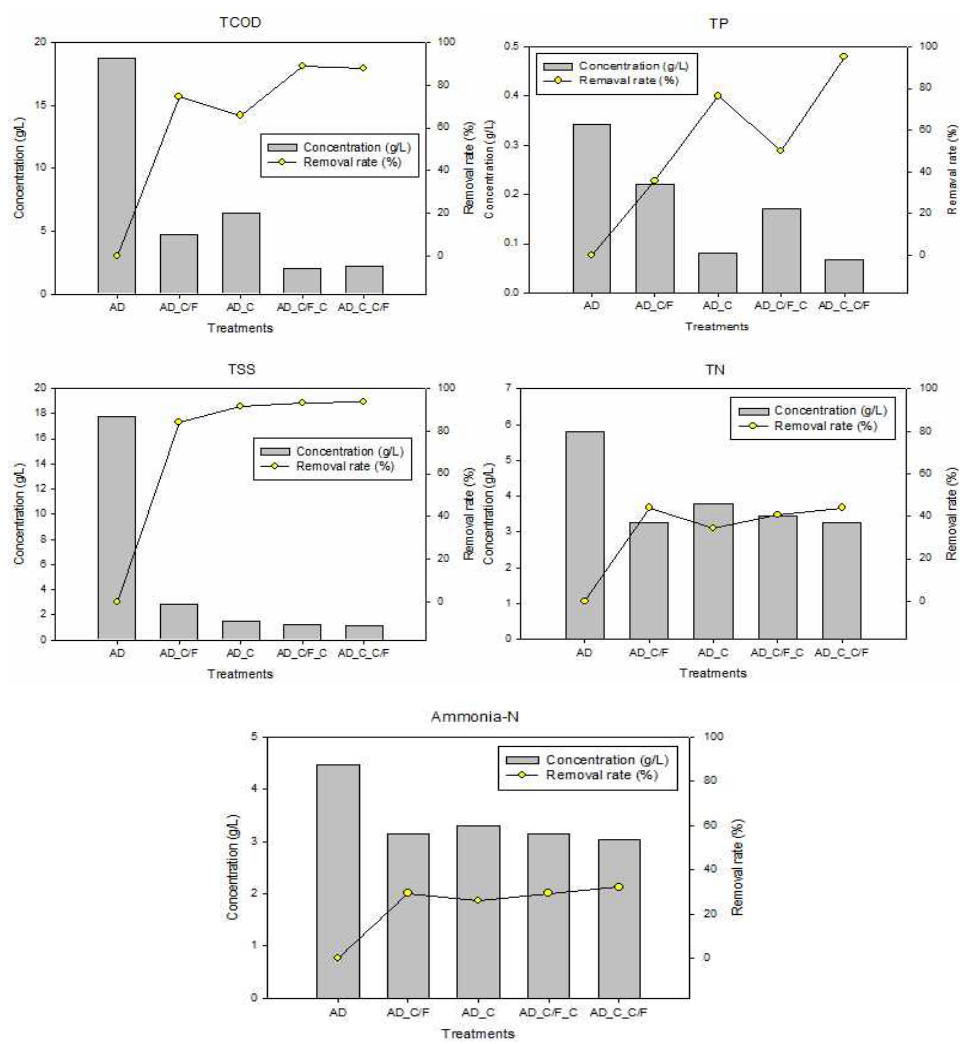 TCOD
20
15
10
5
0
Concentration (g/L)
100
80
60
40
20
0
Removal rate (%)
Concentration (g/L)
Removal rate (%)
AD AD_C/F AD_C AD_C/F_C AD_C_C/F
Treatments
TP
0.5
0.4
0.3
0.2
0.1
0.0
Concentration (g/L)
100
80
60
40
20
0
Remaval rate (%)
Concentration (g/L)
Remaval rate (%)
AD AD_C/F AD_C AD_C/F_C AD_C_C/F
Treatments
TSS
20
18
16
14
12
10
8
6
4
2
0
Concentration (g/L)
100
80
60
40
20
0
Removal rate (%)
Concentration (g/L)
Removal rate (%)
AD AD_C/F AD_C AD_C/F_C AD_C_C/F
Treatments
TN
7
6
5
4
3
2
1
0
Concentration (g/L)
100
80
60
40
20
0
Removal rate (%)
Concentration (g/L)
Removal rate (%)
AD AD_C/F AD_C AD_C/F_C AD_C_C/F
Treatments
Ammonia-N
5
4
3
2
1
0
Concentration (g/L)
100
80
60
40
20
0
Removal rate (%)
Concentration (g/L)
Removal rate (%)
AD AD_C/F AD_C AD_C/F_C AD_C_C/F
Treatments